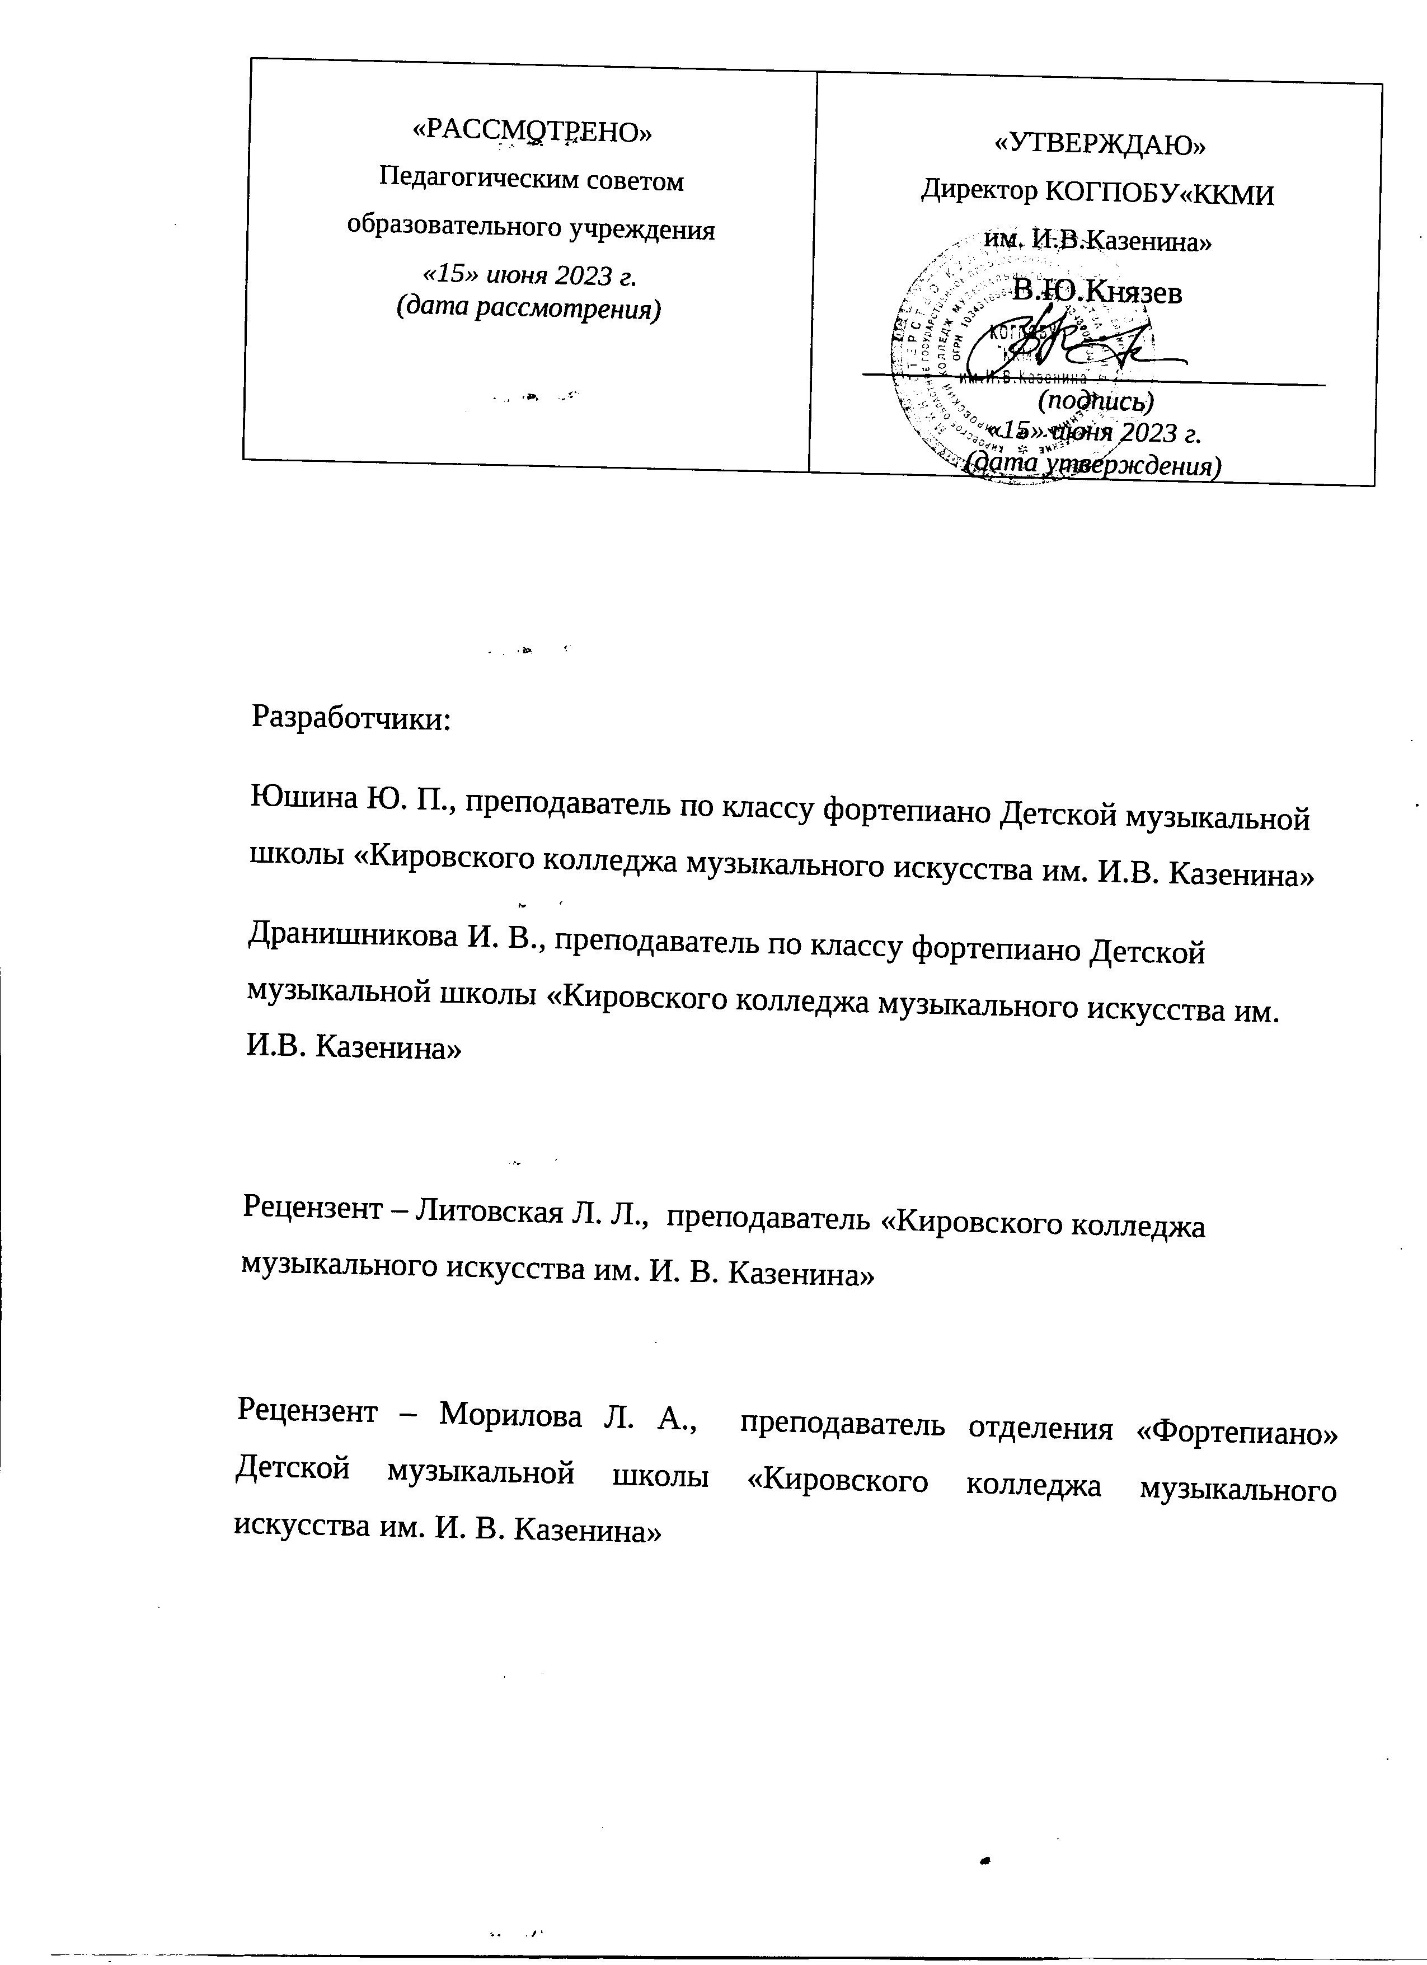 «РАССМОТРЕНО»
Педагогическим советом
образовательного учреждения
«15» июня 2023 г.
(дата рассмотрения)
«УТВЕРЖДАЮ»
Директор КОГПОБУ«ККМИ
им. И.В.Казенина»
В.Ю.Князев
(подпись)
«15» июня 2023 г.
(дата утверждения)
им.И.В.Казенина
Разработчики:
Юшина Ю. П., преподаватель по классу фортепиано Детской музыкальной
школы «Кировского колледжа музыкального искусства им. И.В. Казенина»
Дранишникова И. В., преподаватель по классу фортепиано Детской
музыкальной школы «Кировского колледжа музыкального искусства им.
И.В. Казенина»
Рецензент – Литовская Л. Л., преподаватель «Кировского колледжа
музыкального искусства им. И. В. Казенина»
Рецензент – Морилова Л. А., преподаватель отделения «Фортепиано»
Детской музыкальной школы «Кировского колледжа музыкального
искусства им. И. В. Казенина»